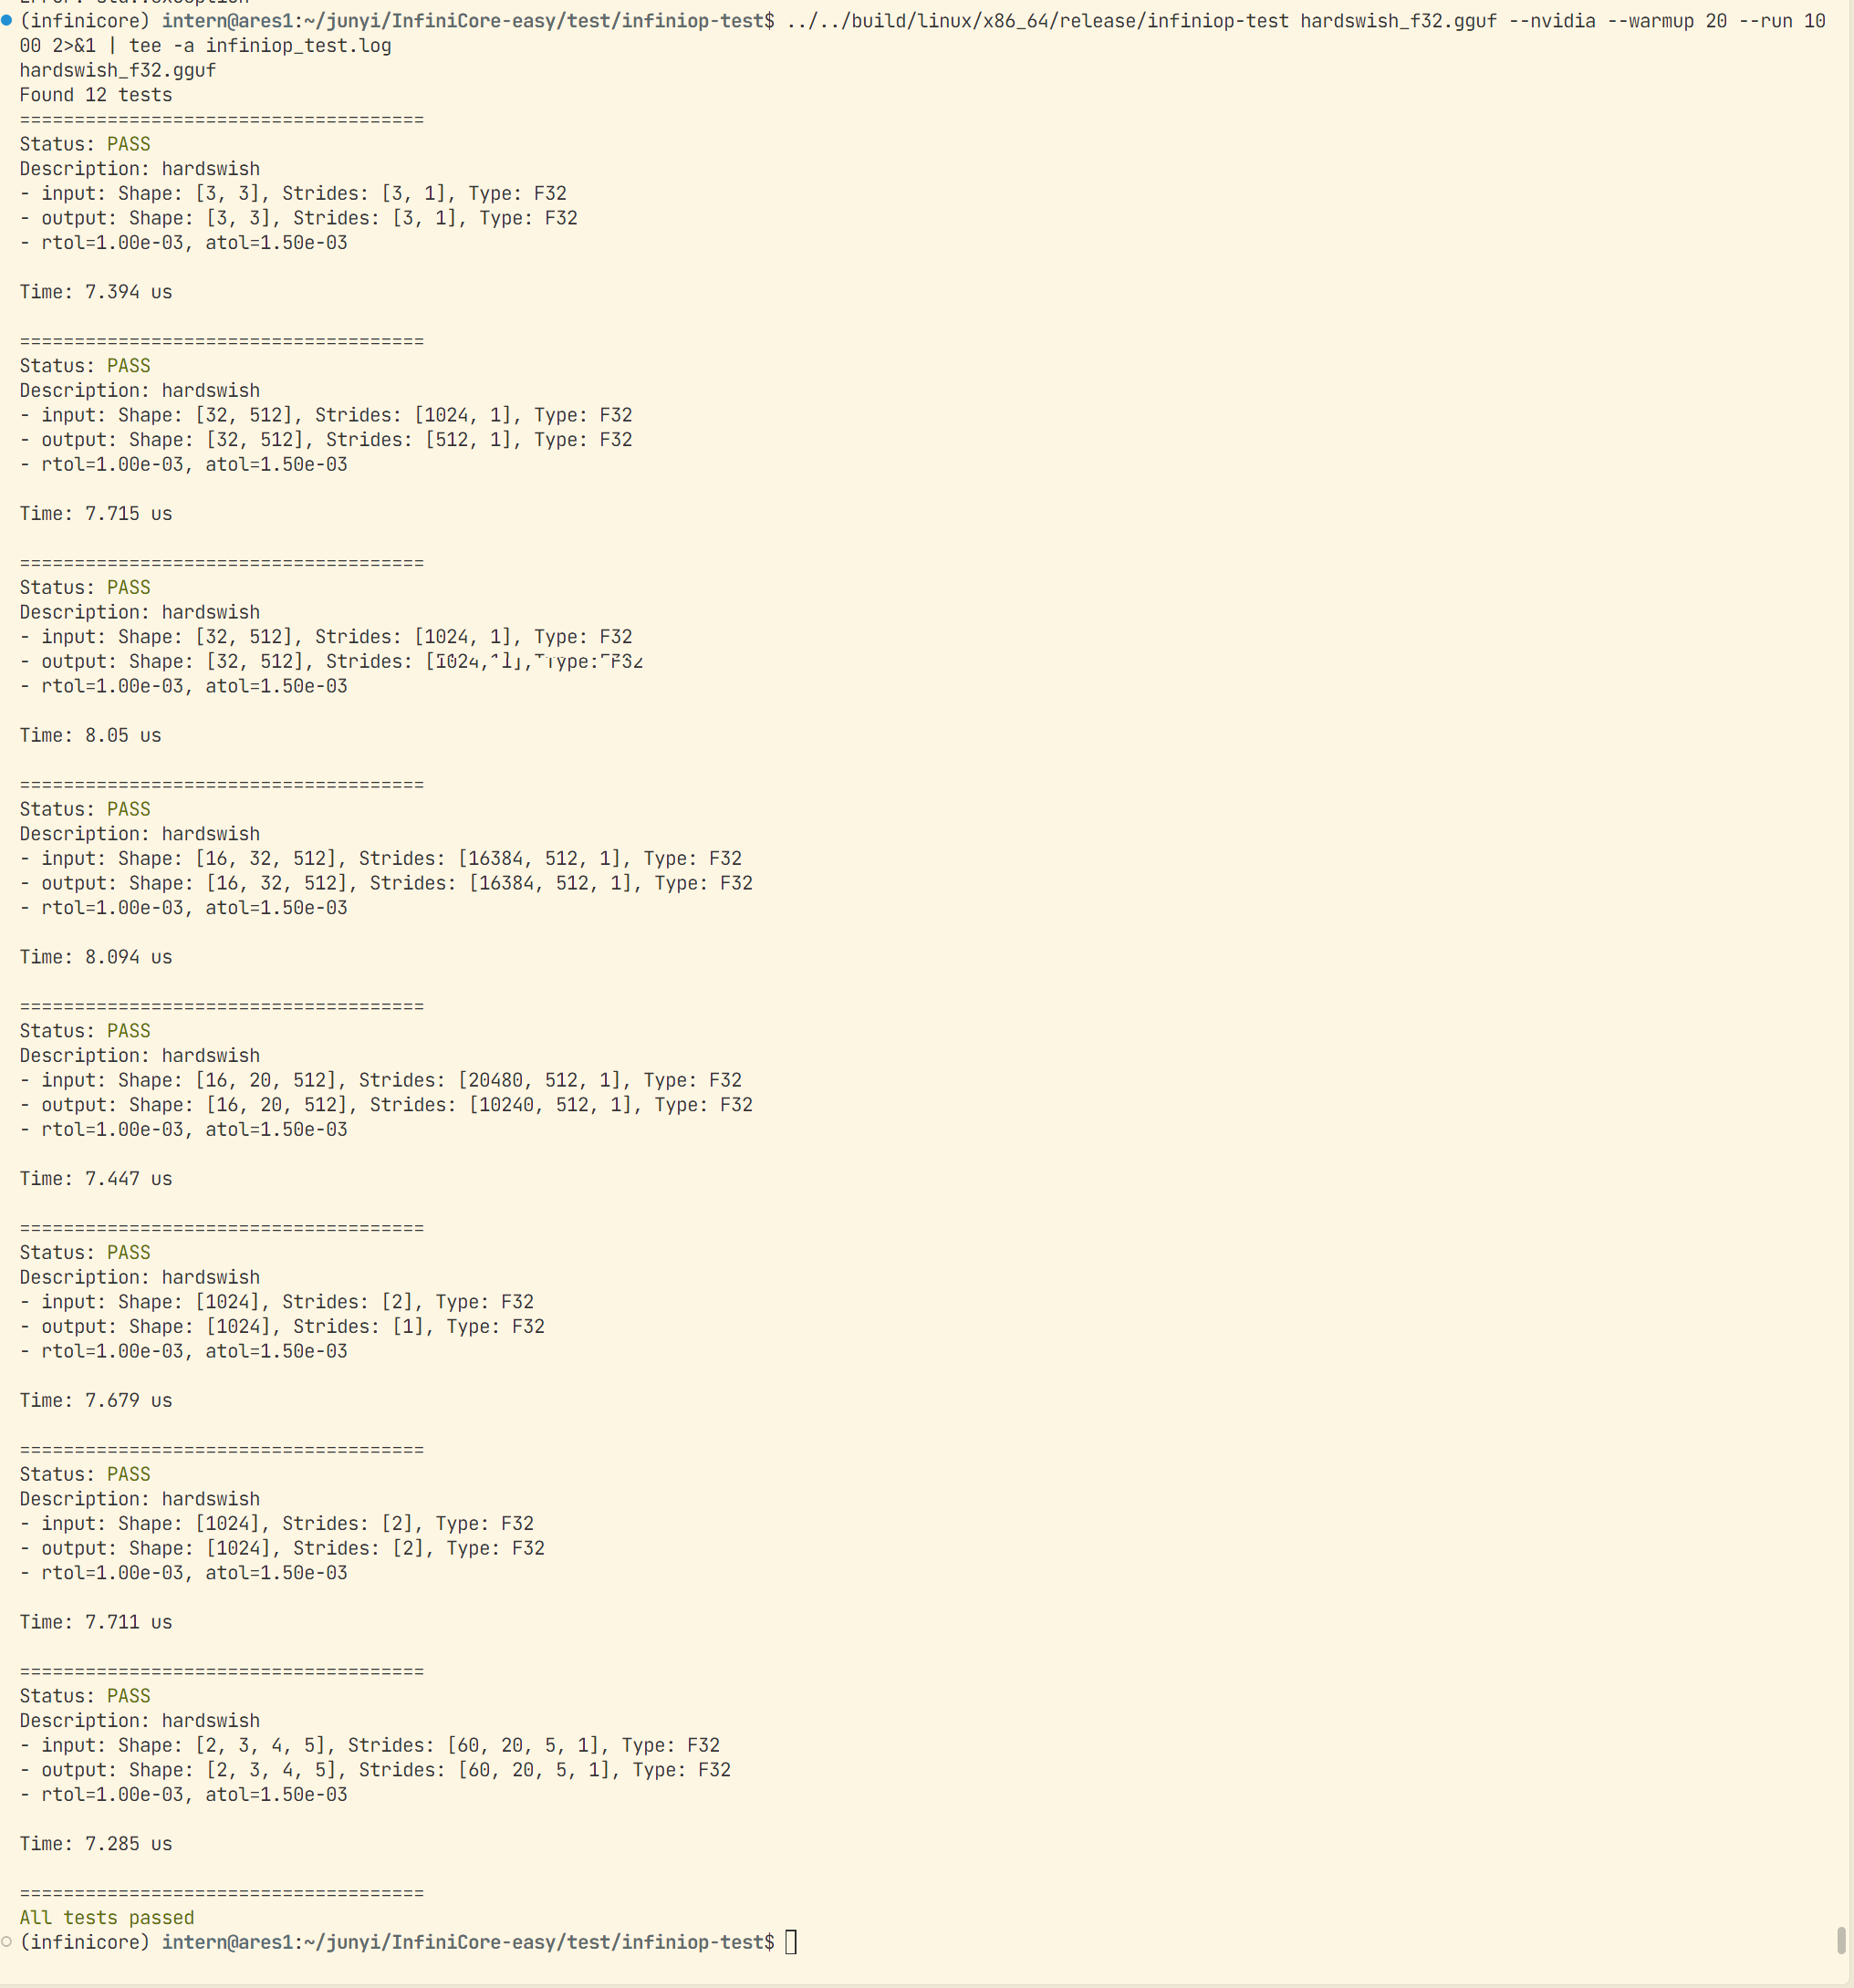 (infinicore) intern@ares1:~/junyi/InfiniCore-easy/test/infiniop-test$ ../../build/linux/x86_64/release/infiniop-test hardswish_f32.gguf --nvidia --warmup 20 --run 10
00 2>&1 | tee -a infiniop_test.log
hardswish_f32.gguf
Found 12 tests
=====================================
Status: PASS
Description: hardswish
- input: Shape: [3, 3], Strides: [3, 1], Type: F32
- output: Shape: [3, 3], Strides: [3, 1], Type: F32
- rtol=1.00e-03, atol=1.50e-03
Time: 7.394 us
=====================================
Status: PASS
Description: hardswish
- input: Shape: [32, 512], Strides: [1024, 1], Type: F32
- output: Shape: [32, 512], Strides: [512, 1], Type: F32
- rtol=1.00e-03, atol=1.50e-03
Time: 7.715 us
=====================================
Status: PASS
Description: hardswish
- input: Shape: [32, 512], Strides: [1024, 1], Type: F32
- output: Shape: [32, 512], Strides: [1024, 1], Type: F32
- rtol=1.00e-03, atol=1.50e-03
Time: 8.05 us
=====================================
Status: PASS
Description: hardswish
- input: Shape: [16, 32, 512], Strides: [16384, 512, 1], Type: F32
- output: Shape: [16, 32, 512], Strides: [16384, 512, 1], Type: F32
- rtol=1.00e-03, atol=1.50e-03
Time: 8.094 us
=====================================
Status: PASS
Description: hardswish
- input: Shape: [16, 20, 512], Strides: [20480, 512, 1], Type: F32
- output: Shape: [16, 20, 512], Strides: [10240, 512, 1], Type: F32
- rtol=1.00e-03, atol=1.50e-03
Time: 7.447 us
=====================================
Status: PASS
Description: hardswish
- input: Shape: [1024], Strides: [2], Type: F32
- output: Shape: [1024], Strides: [1], Type: F32
- rtol=1.00e-03, atol=1.50e-03
Time: 7.679 us
=====================================
Status: PASS
Description: hardswish
- input: Shape: [1024], Strides: [2], Type: F32
- output: Shape: [1024], Strides: [2], Type: F32
- rtol=1.00e-03, atol=1.50e-03
Time: 7.711 us
=====================================
Status: PASS
Description: hardswish
- input: Shape: [2, 3, 4, 5], Strides: [60, 20, 5, 1], Type: F32
- output: Shape: [2, 3, 4, 5], Strides: [60, 20, 5, 1], Type: F32
- rtol=1.00e-03, atol=1.50e-03
Time: 7.285 us
=====================================
All tests passed
(infinicore) intern@ares1:~/junyi/InfiniCore-easy/test/infiniop-test$